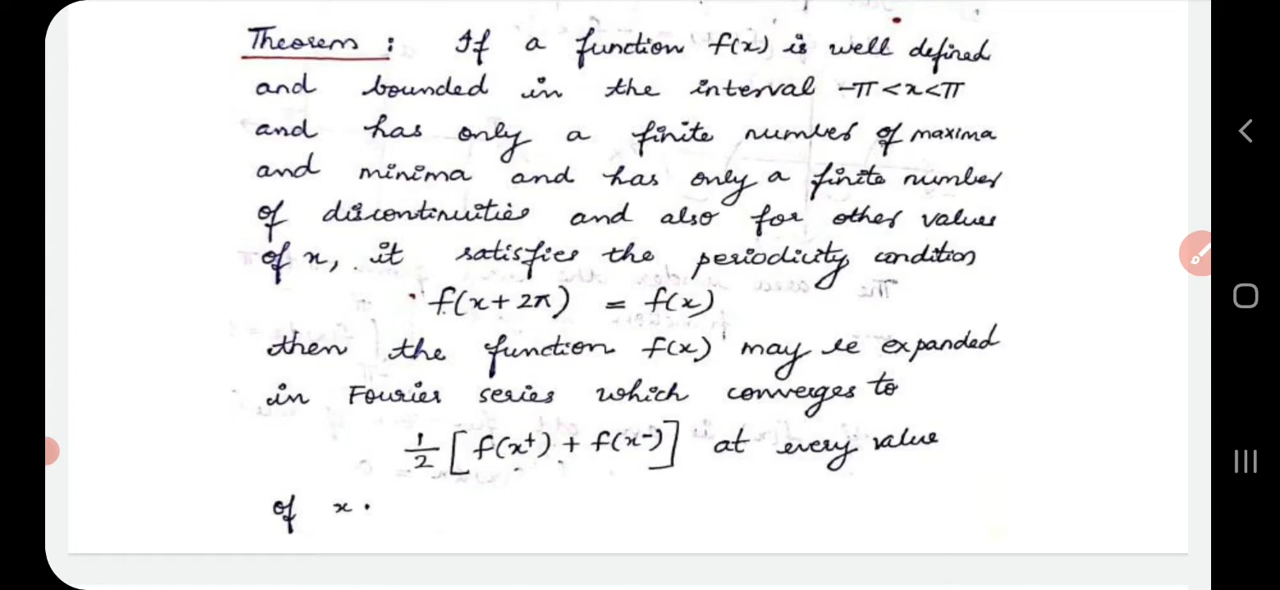 Theorem : If a function f(x) is well defined
and bounded in the interval -π < x < π
and has only a finite number of maxima
and minima and has only a finite number
of discontinuities and also for other values
of x, it satisfies the periodicity condition
f(x + 2π) = f(x)
then the function f(x) may be expanded
in Fourier series which converges to
1/2 [f(x⁺) + f(x⁻)] at every value
of x.